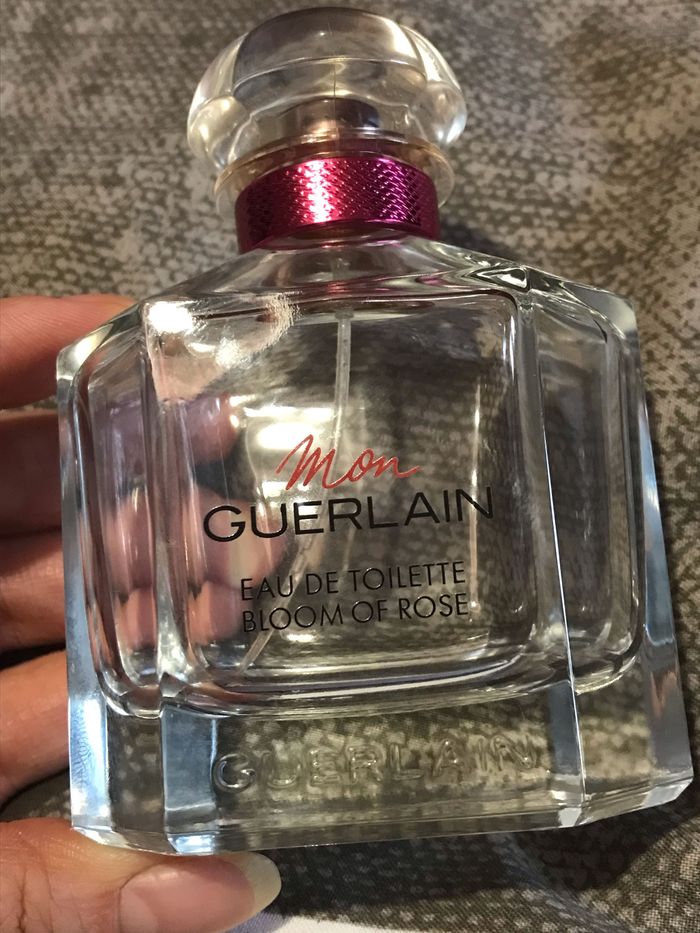 Mon
GUERLAIN
EAU DE TOILETTE
BLOOM OF ROSE
GUERLAIN